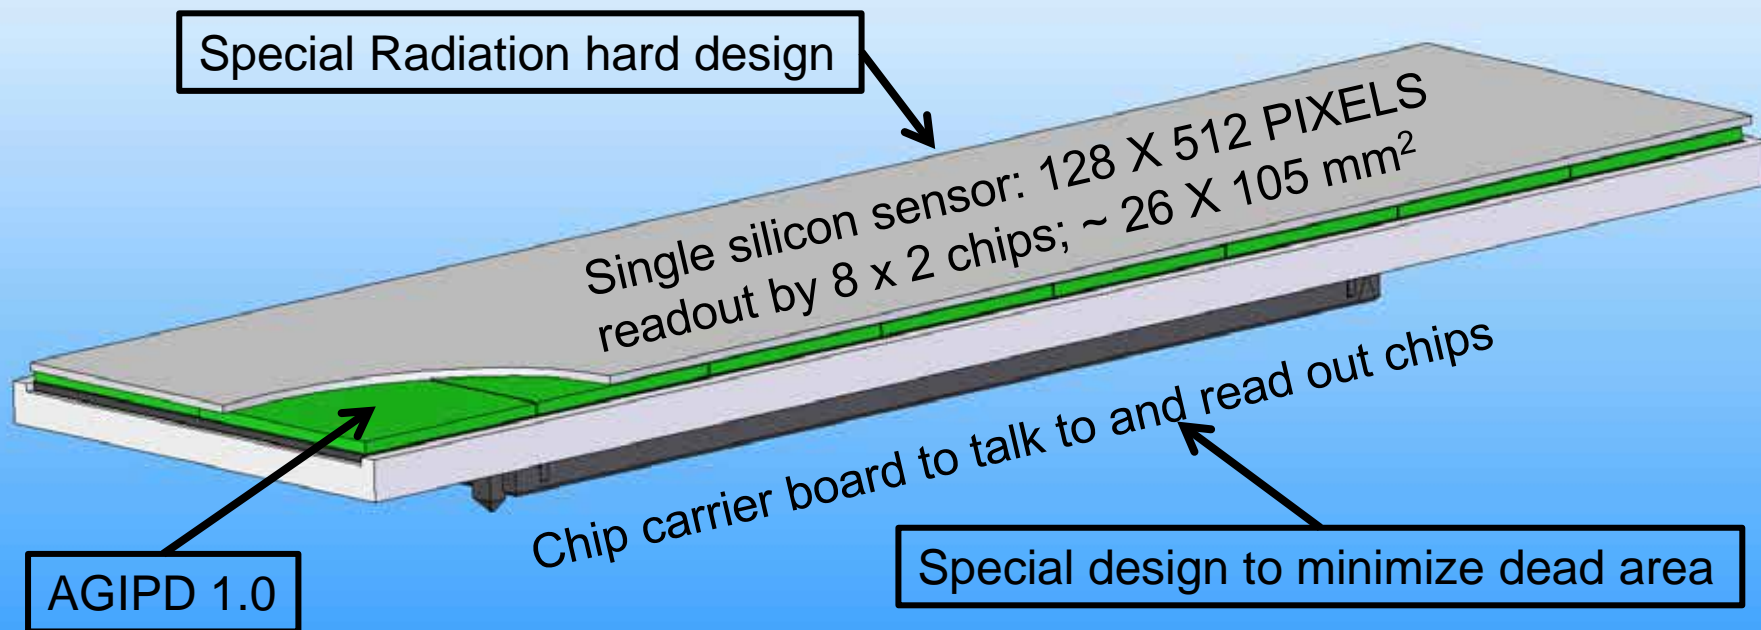 Special Radiation hard design
Single silicon sensor: 128 X 512 PIXELS
readout by 8 x 2 chips; ~ 26 X 105 mm²
Chip carrier board to talk to and read out chips
AGIPD 1.0
Special design to minimize dead area